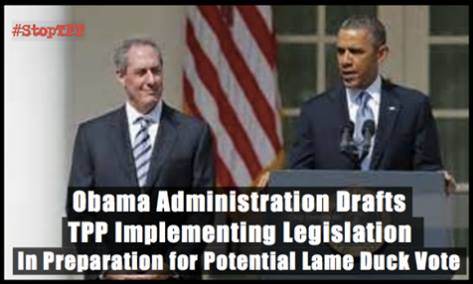 #StopTPP
Obama Administration Drafts
TPP Implementing Legislation
In Preparation for Potential Lame Duck Vote